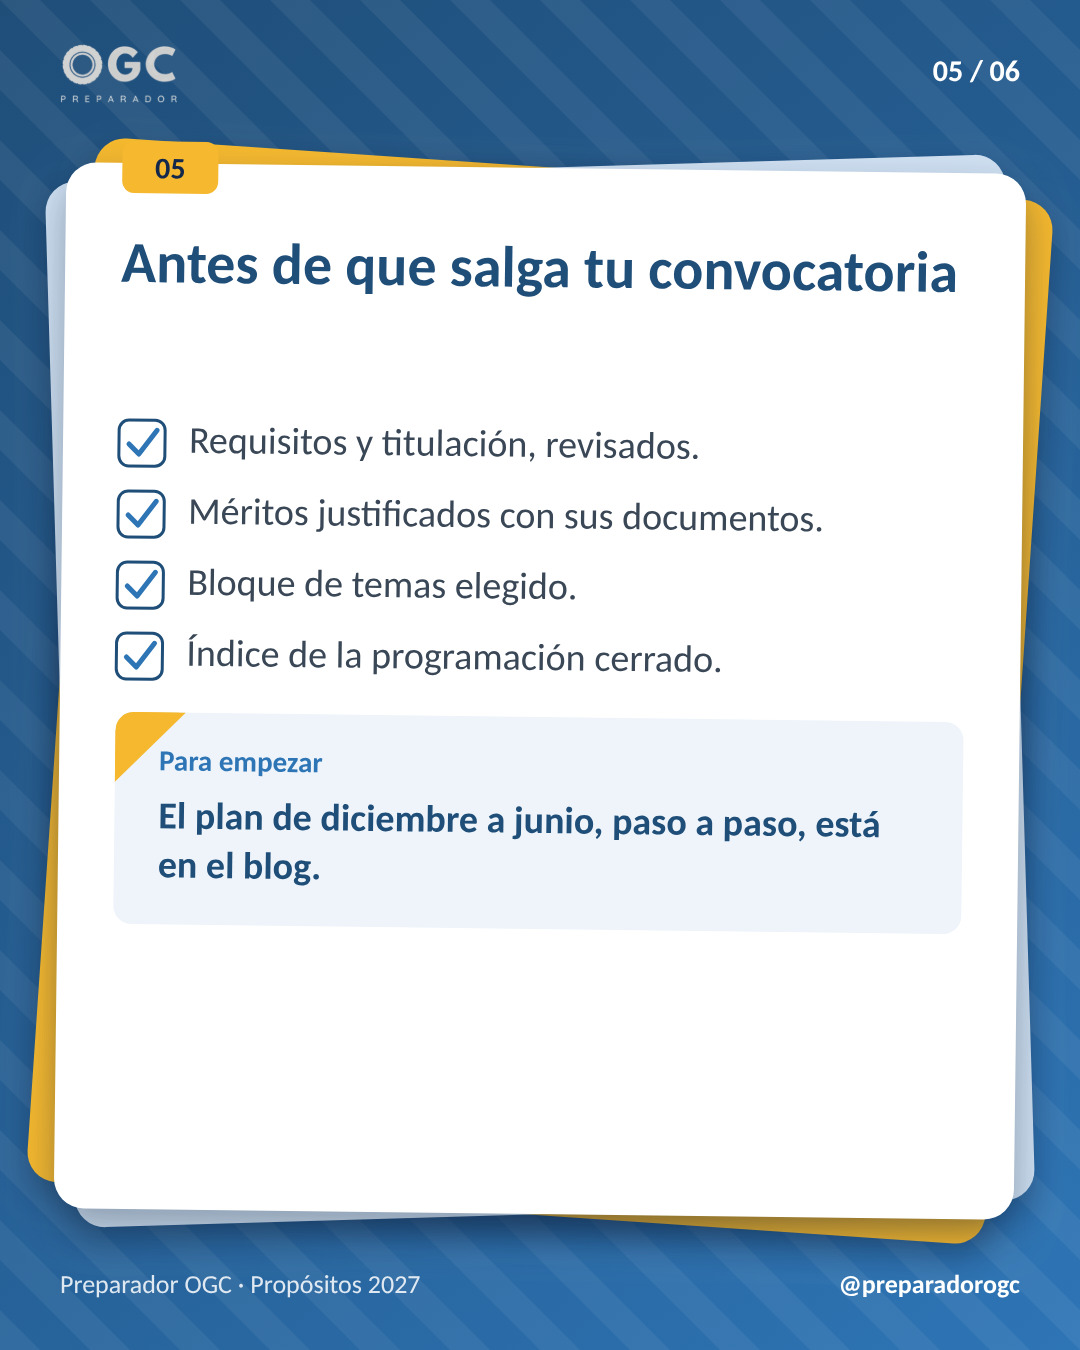 OGC
PREPARADOR
05 / 06
05
Antes de que salga tu convocatoria
Requisitos y titulación, revisados.
Méritos justificados con sus documentos.
Bloque de temas elegido.
Índice de la programación cerrado.
Para empezar
El plan de diciembre a junio, paso a paso, está
en el blog.
Preparador OGC · Propósitos 2027
@preparadorogc